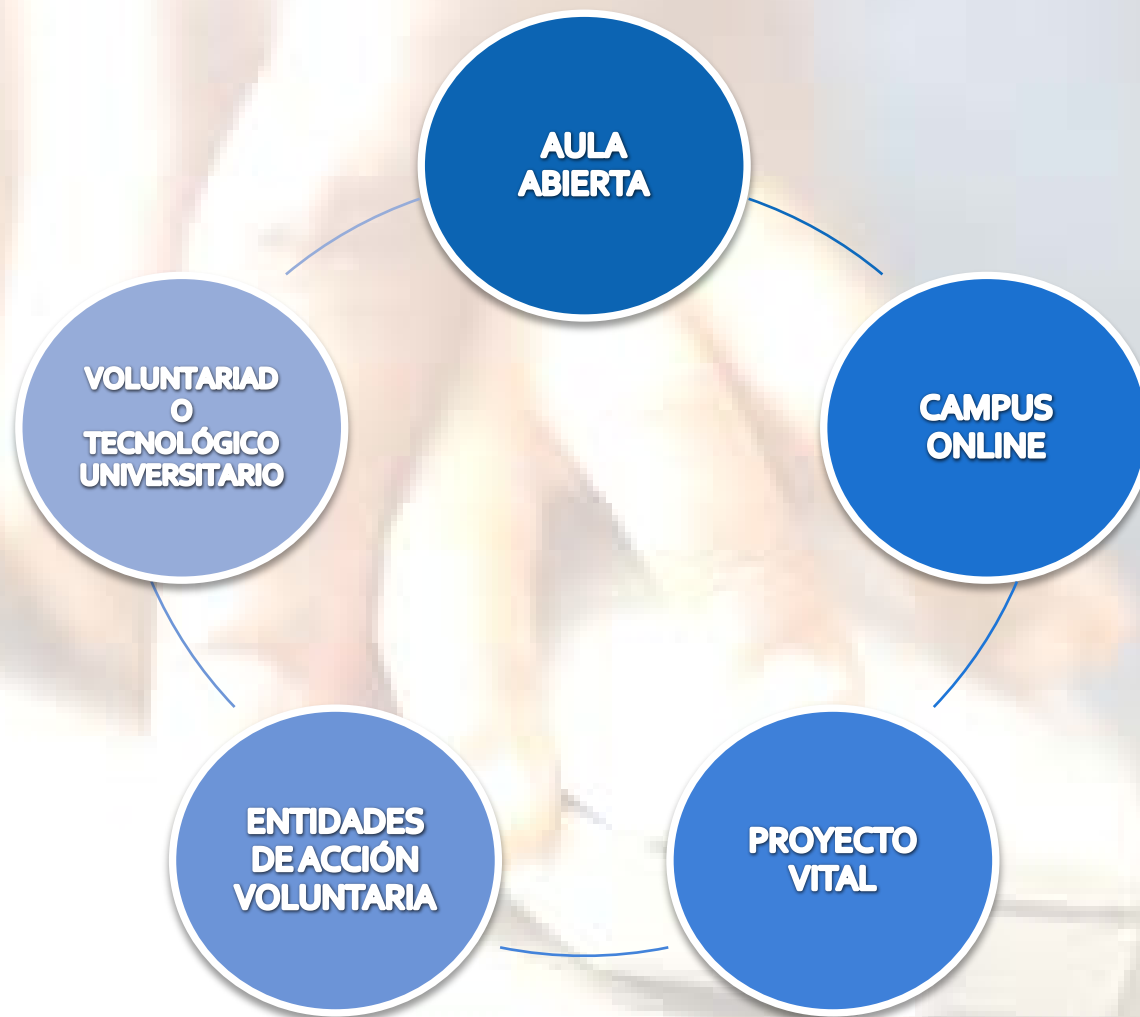 AULA
ABIERTA
CAMPUS
ONLINE
PROYECTO
VITAL
ENTIDADES
DE ACCIÓN
VOLUNTARIA
VOLUNTARIAD
O
TECNOLÓGICO
UNIVERSITARIO